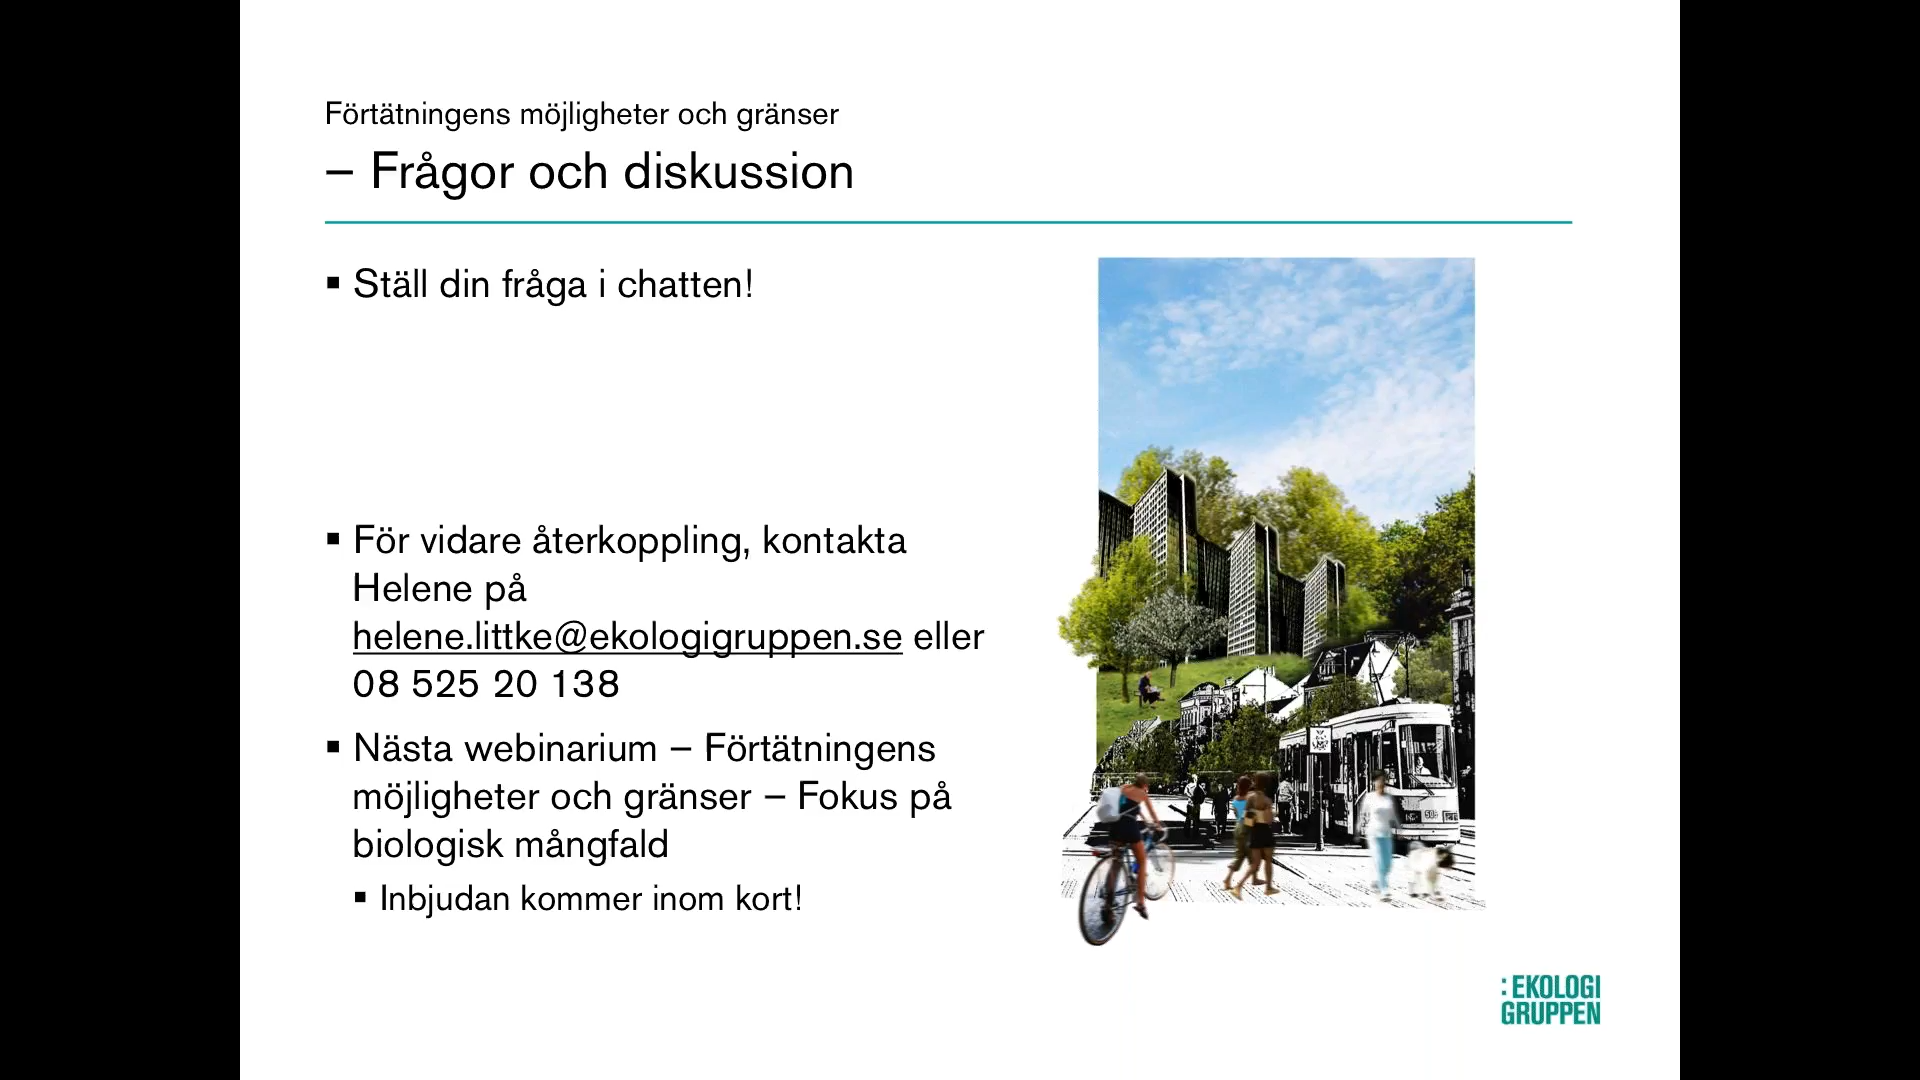 Förtätningens möjligheter och gränser
– Frågor och diskussion
▪ Ställ din fråga i chatten!
▪ För vidare återkoppling, kontakta
Helene på
helene.littke@ekologigruppen.se eller
08 525 20 138
▪ Nästa webinarium – Förtätningens
möjligheter och gränser – Fokus på
biologisk mångfald
▪ Inbjudan kommer inom kort!
:EKOLOGI
GRUPPEN